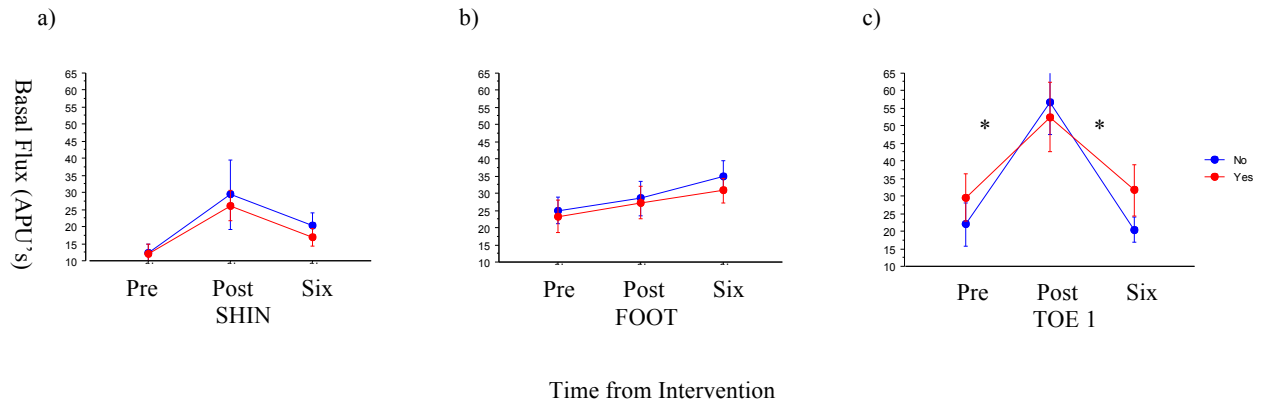 a)
b)
c)
Basal Flux (APU's)
65
60
55
50
45
40
35
30
25
20
15
10
Pre Post Six
SHIN
65
60
55
50
45
40
35
30
25
20
15
10
Pre Post Six
FOOT
65
60
55
50
45
40
35
30
25
20
15
10
* *
Pre Post Six
TOE 1
No
Yes
Time from Intervention